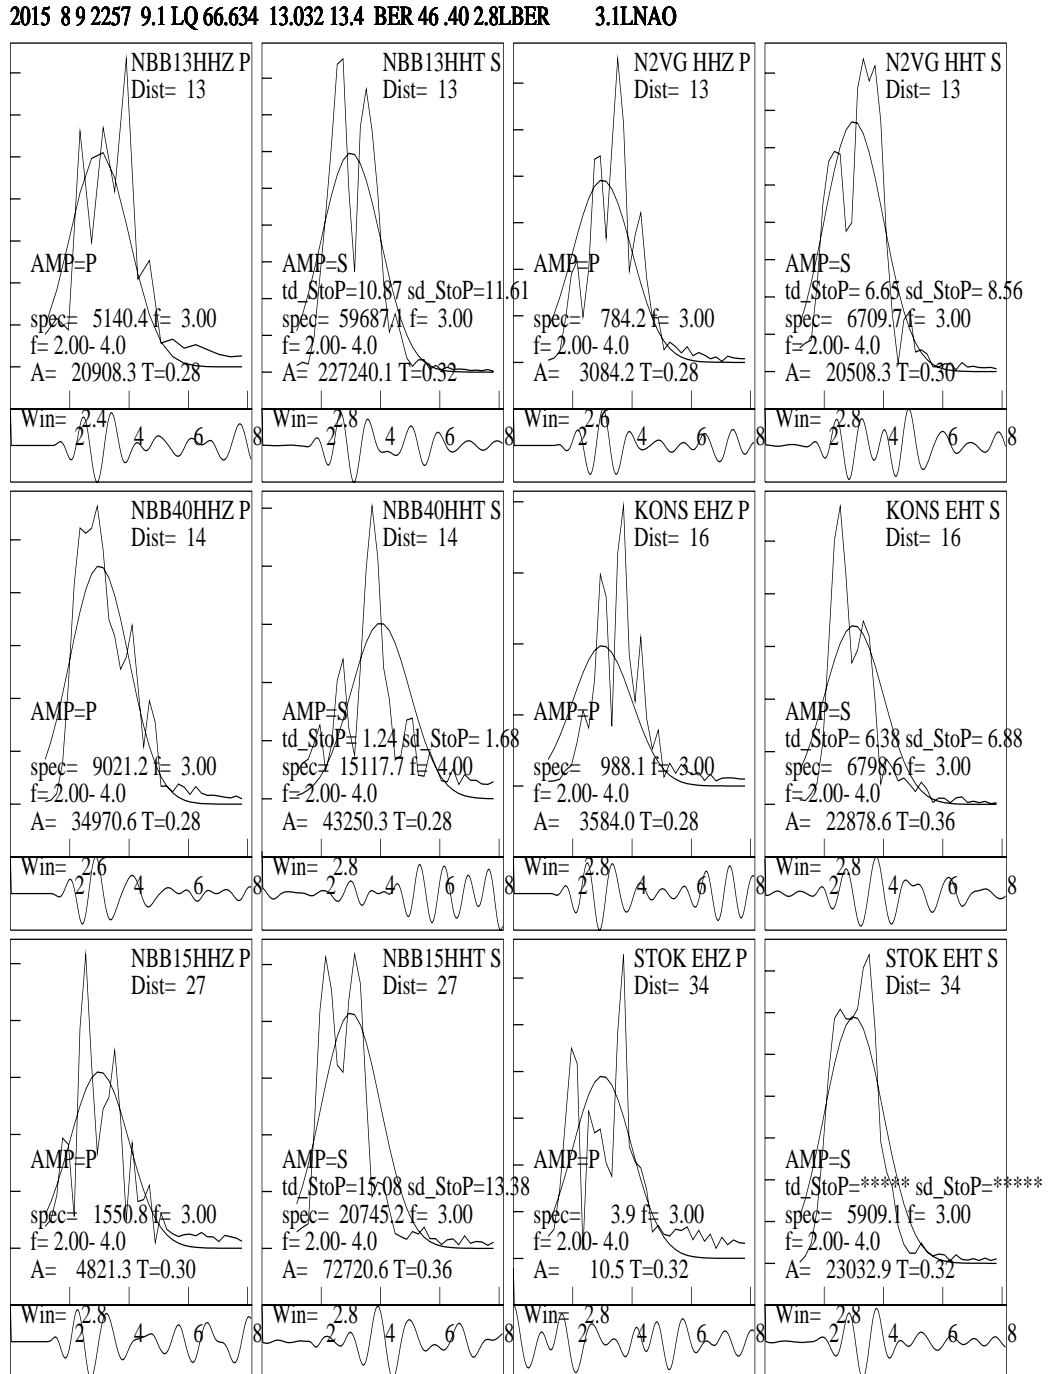 2015 8 9 2257 9.1 LQ 66.634 13.032 13.4 BER 46 .40 2.8LBER 3.1LNAO
NBB13HHZ P
Dist= 13
AMP=P
spec= 5140.4 f= 3.00
f= 2.00- 4.0
A= 20908.3 T=0.28
Win= 2.4
2 4 6 8
NBB13HHT S
Dist= 13
AMP=S
td_StoP=10.87 sd_StoP=11.61
spec= 59687.1 f= 3.00
f= 2.00- 4.0
A= 227240.1 T=0.32
Win= 2.8
2 4 6 8
N2VG HHZ P
Dist= 13
AMP=P
spec= 784.2 f= 3.00
f= 2.00- 4.0
A= 3084.2 T=0.28
Win= 2.6
2 4 6 8
N2VG HHT S
Dist= 13
AMP=S
td_StoP= 6.65 sd_StoP= 8.56
spec= 6709.7 f= 3.00
f= 2.00- 4.0
A= 20508.3 T=0.30
Win= 2.8
2 4 6 8
NBB40HHZ P
Dist= 14
AMP=P
spec= 9021.2 f= 3.00
f= 2.00- 4.0
A= 34970.6 T=0.28
Win= 2.6
2 4 6 8
NBB40HHT S
Dist= 14
AMP=S
td_StoP= 1.24 sd_StoP= 1.68
spec= 15117.7 f= 4.00
f= 2.00- 4.0
A= 43250.3 T=0.28
Win= 2.8
2 4 6 8
KONS EHZ P
Dist= 16
AMP=P
spec= 988.1 f= 3.00
f= 2.00- 4.0
A= 3584.0 T=0.28
Win= 2.8
2 4 6 8
KONS EHT S
Dist= 16
AMP=S
td_StoP= 6.38 sd_StoP= 6.88
spec= 6798.6 f= 3.00
f= 2.00- 4.0
A= 22878.6 T=0.36
Win= 2.8
2 4 6 8
NBB15HHZ P
Dist= 27
AMP=P
spec= 1550.8 f= 3.00
f= 2.00- 4.0
A= 4821.3 T=0.30
Win= 2.8
2 4 6 8
NBB15HHT S
Dist= 27
AMP=S
td_StoP=15.08 sd_StoP=13.38
spec= 20745.2 f= 3.00
f= 2.00- 4.0
A= 72720.6 T=0.36
Win= 2.8
2 4 6 8
STOK EHZ P
Dist= 34
AMP=P
spec= 3.9 f= 3.00
f= 2.00- 4.0
A= 10.5 T=0.32
Win= 2.8
2 4 6 8
STOK EHT S
Dist= 34
AMP=S
td_StoP=***** sd_StoP=*****
spec= 5909.1 f= 3.00
f= 2.00- 4.0
A= 23032.9 T=0.32
Win= 2.8
2 4 6 8